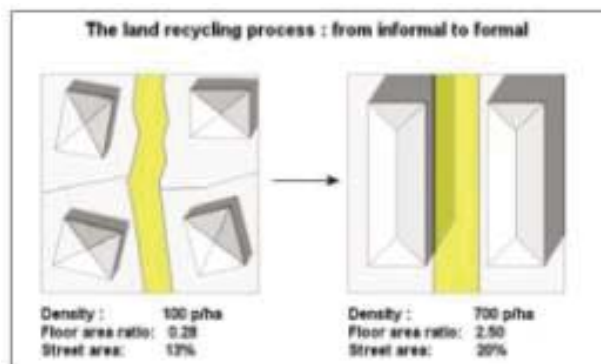 The land recycling process : from informal to formal
Density : 100 p/ha
Floor area ratio: 0.28
Street area: 13%
Density : 700 p/ha
Floor area ratio: 2.50
Street area: 20%